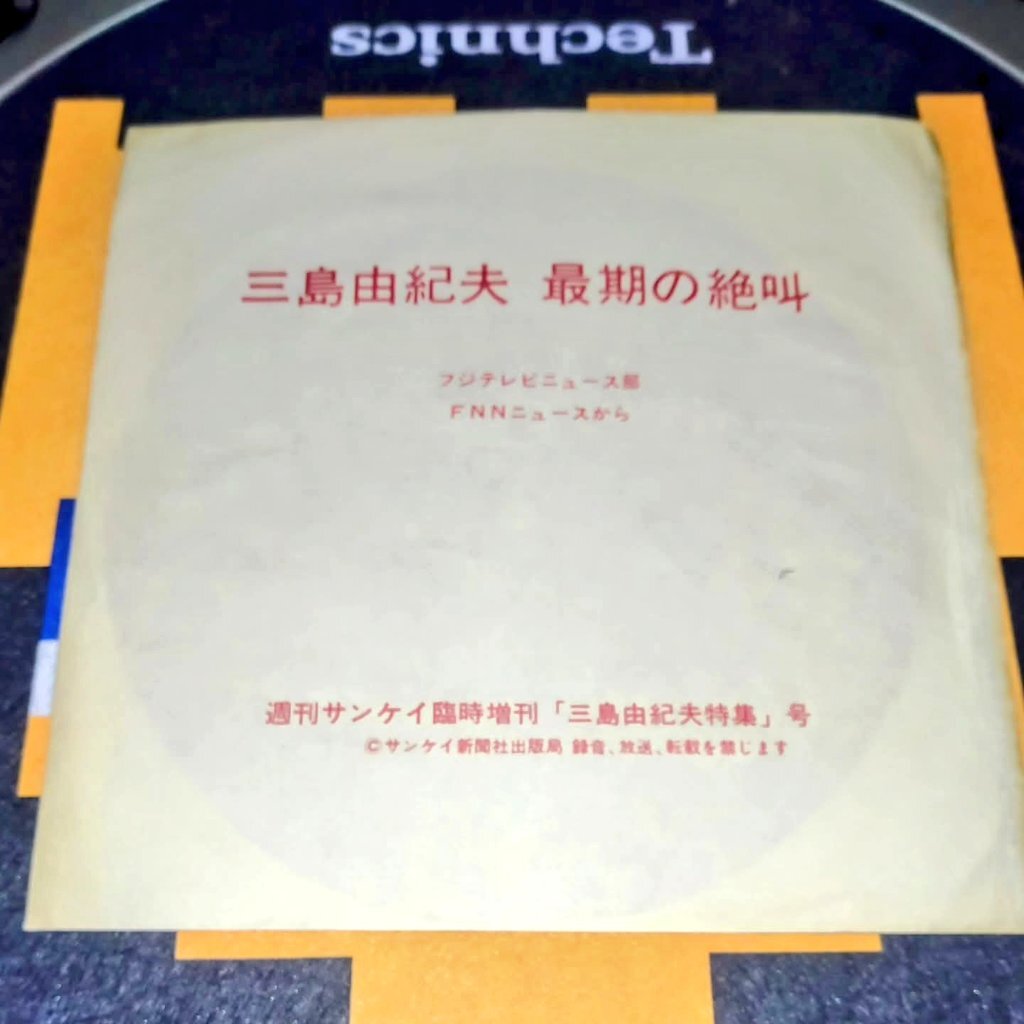 Technics
三島由紀夫 最期の絶叫
フジテレビニュース部
FNNニュースから
週刊サンケイ臨時増刊「三島由紀夫特集」号
©サンケイ新聞社出版局 録音、放送、転載を禁じます